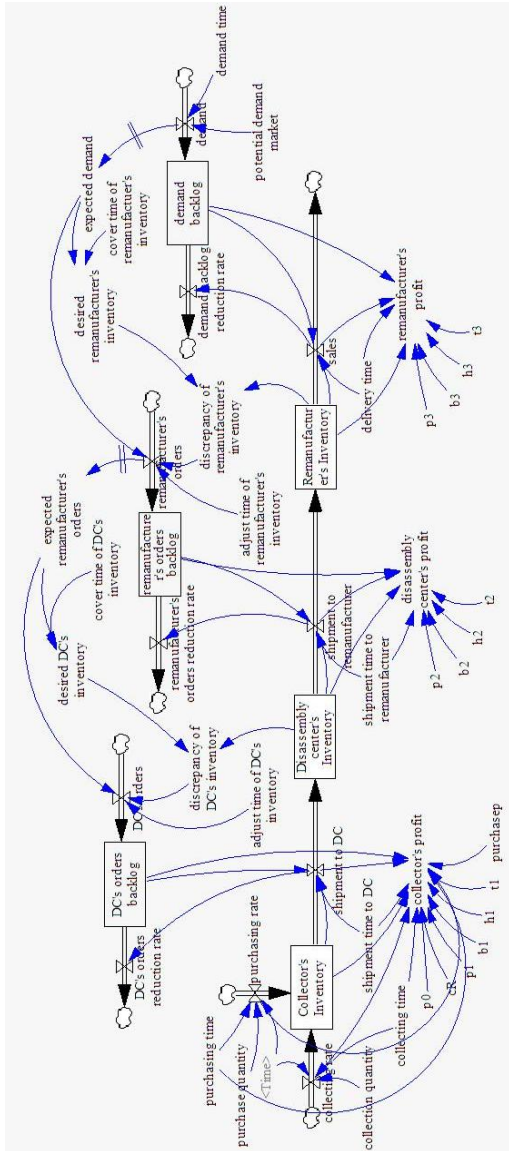 DC's orders
reduction rate
DC's orders
backlog
DC's orders
desired DC's
inventory
cover time of DC's
inventory
expected
remanufacturer's
orders
discrepancy of
DC's inventory
adjust time of DC's
inventory
remanufacturer's
orders reduction rate
remanufacture
r's orders
backlog
remanufacturer's
orders
adjust time of
remanufacturer's
inventory
discrepancy of
remanufacturer's
inventory
desired
remanufacturer's
inventory
expected demand
cover time of
remanufacturer's
inventory
demand backlog
reduction rate
demand
backlog
demand
demand time
potential demand
market
purchasing time
purchase quantity
<Time>
purchasing rate
collecting rate
collection quantity
Collector's
Inventory
shipment to DC
shipment time to DC
Disassembly
center's
Inventory
shipment to
remanufacturer
shipment time to
remanufacturer
Remanufactur
er's Inventory
sales
delivery time
collecting time
p0
cR
p1
b1
h1
t1
purchasep
collector's profit
p2
b2
h2
t2
disassembly
center's profit
p3
b3
h3
t3
remanufacturer's
profit